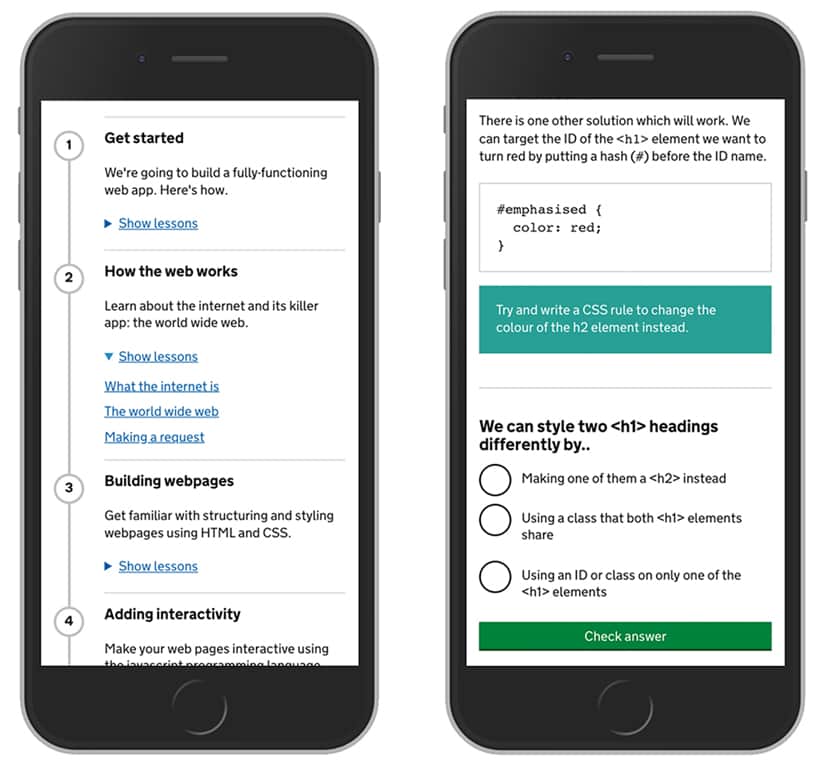 1
Get started
We're going to build a fully-functioning
web app. Here's how.
Show lessons
2
How the web works
Learn about the internet and its killer
app: the world wide web.
Show lessons
What the internet is
The world wide web
Making a request
3
Building webpages
Get familiar with structuring and styling
webpages using HTML and CSS.
Show lessons
4
Adding interactivity
Make your web pages interactive using
the javascript programming language
There is one other solution which will work. We
can target the ID of the <h1> element we want to
turn red by putting a hash (#) before the ID name.
#emphasised {
color: red;
}
Try and write a CSS rule to change the
colour of the h2 element instead.
We can style two <h1> headings
differently by..
Making one of them a <h2> instead
Using a class that both <h1> elements
share
Using an ID or class on only one of the
<h1> elements
Check answer